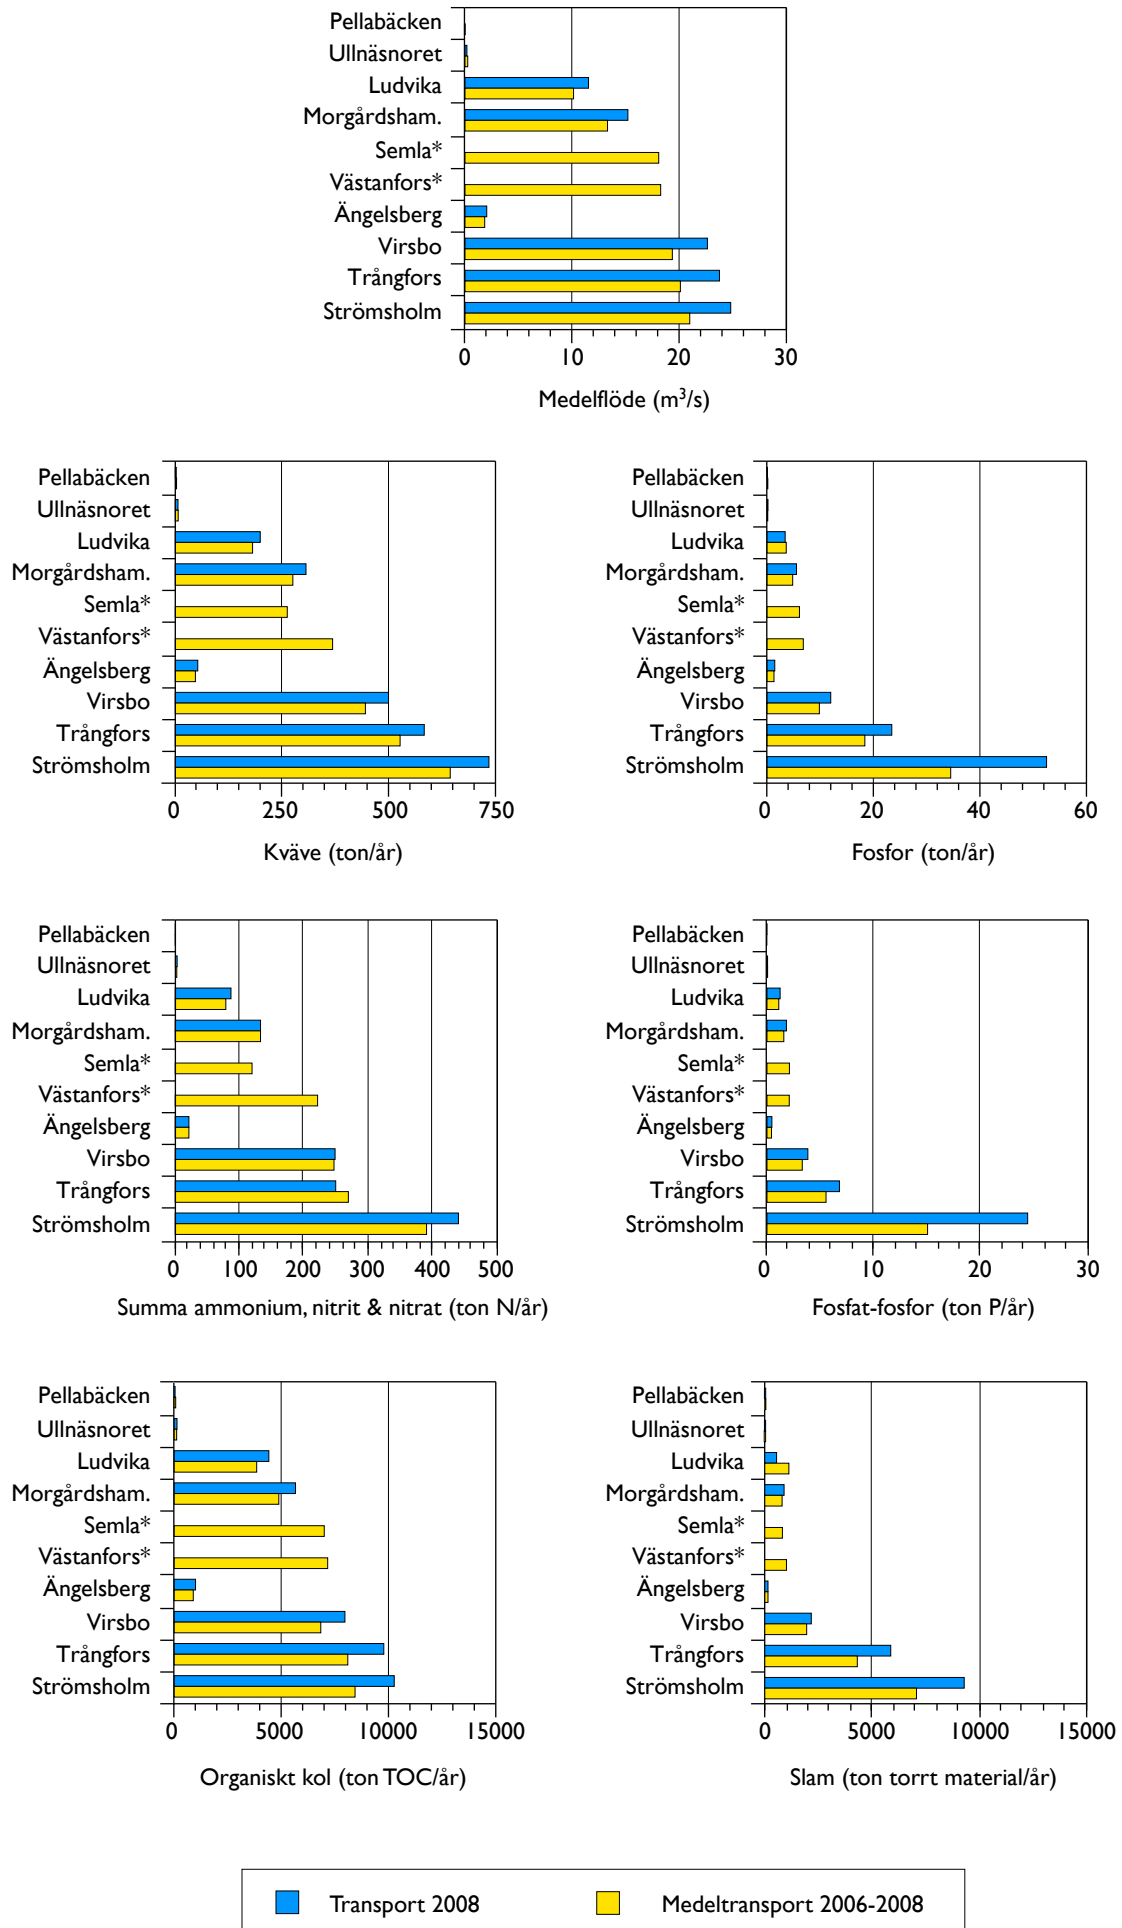 Pellabäcken
Ullnäsnoret
Ludvika
Morgårdsham.
Semla*
Västanfors*
Ängelsberg
Virsbo
Trångfors
Strömsholm
0 10 20 30
Medelflöde (m³/s)
Pellabäcken
Ullnäsnoret
Ludvika
Morgårdsham.
Semla*
Västanfors*
Ängelsberg
Virsbo
Trångfors
Strömsholm
0 250 500 750
Kväve (ton/år)
Pellabäcken
Ullnäsnoret
Ludvika
Morgårdsham.
Semla*
Västanfors*
Ängelsberg
Virsbo
Trångfors
Strömsholm
0 20 40 60
Fosfor (ton/år)
Pellabäcken
Ullnäsnoret
Ludvika
Morgårdsham.
Semla*
Västanfors*
Ängelsberg
Virsbo
Trångfors
Strömsholm
0 100 200 300 400 500
Summa ammonium, nitrit & nitrat (ton N/år)
Pellabäcken
Ullnäsnoret
Ludvika
Morgårdsham.
Semla*
Västanfors*
Ängelsberg
Virsbo
Trångfors
Strömsholm
0 10 20 30
Fosfat-fosfor (ton P/år)
Pellabäcken
Ullnäsnoret
Ludvika
Morgårdsham.
Semla*
Västanfors*
Ängelsberg
Virsbo
Trångfors
Strömsholm
0 5000 10000 15000
Organiskt kol (ton TOC/år)
Pellabäcken
Ullnäsnoret
Ludvika
Morgårdsham.
Semla*
Västanfors*
Ängelsberg
Virsbo
Trångfors
Strömsholm
0 5000 10000 15000
Slam (ton torrt material/år)
Transport 2008 Medeltransport 2006-2008